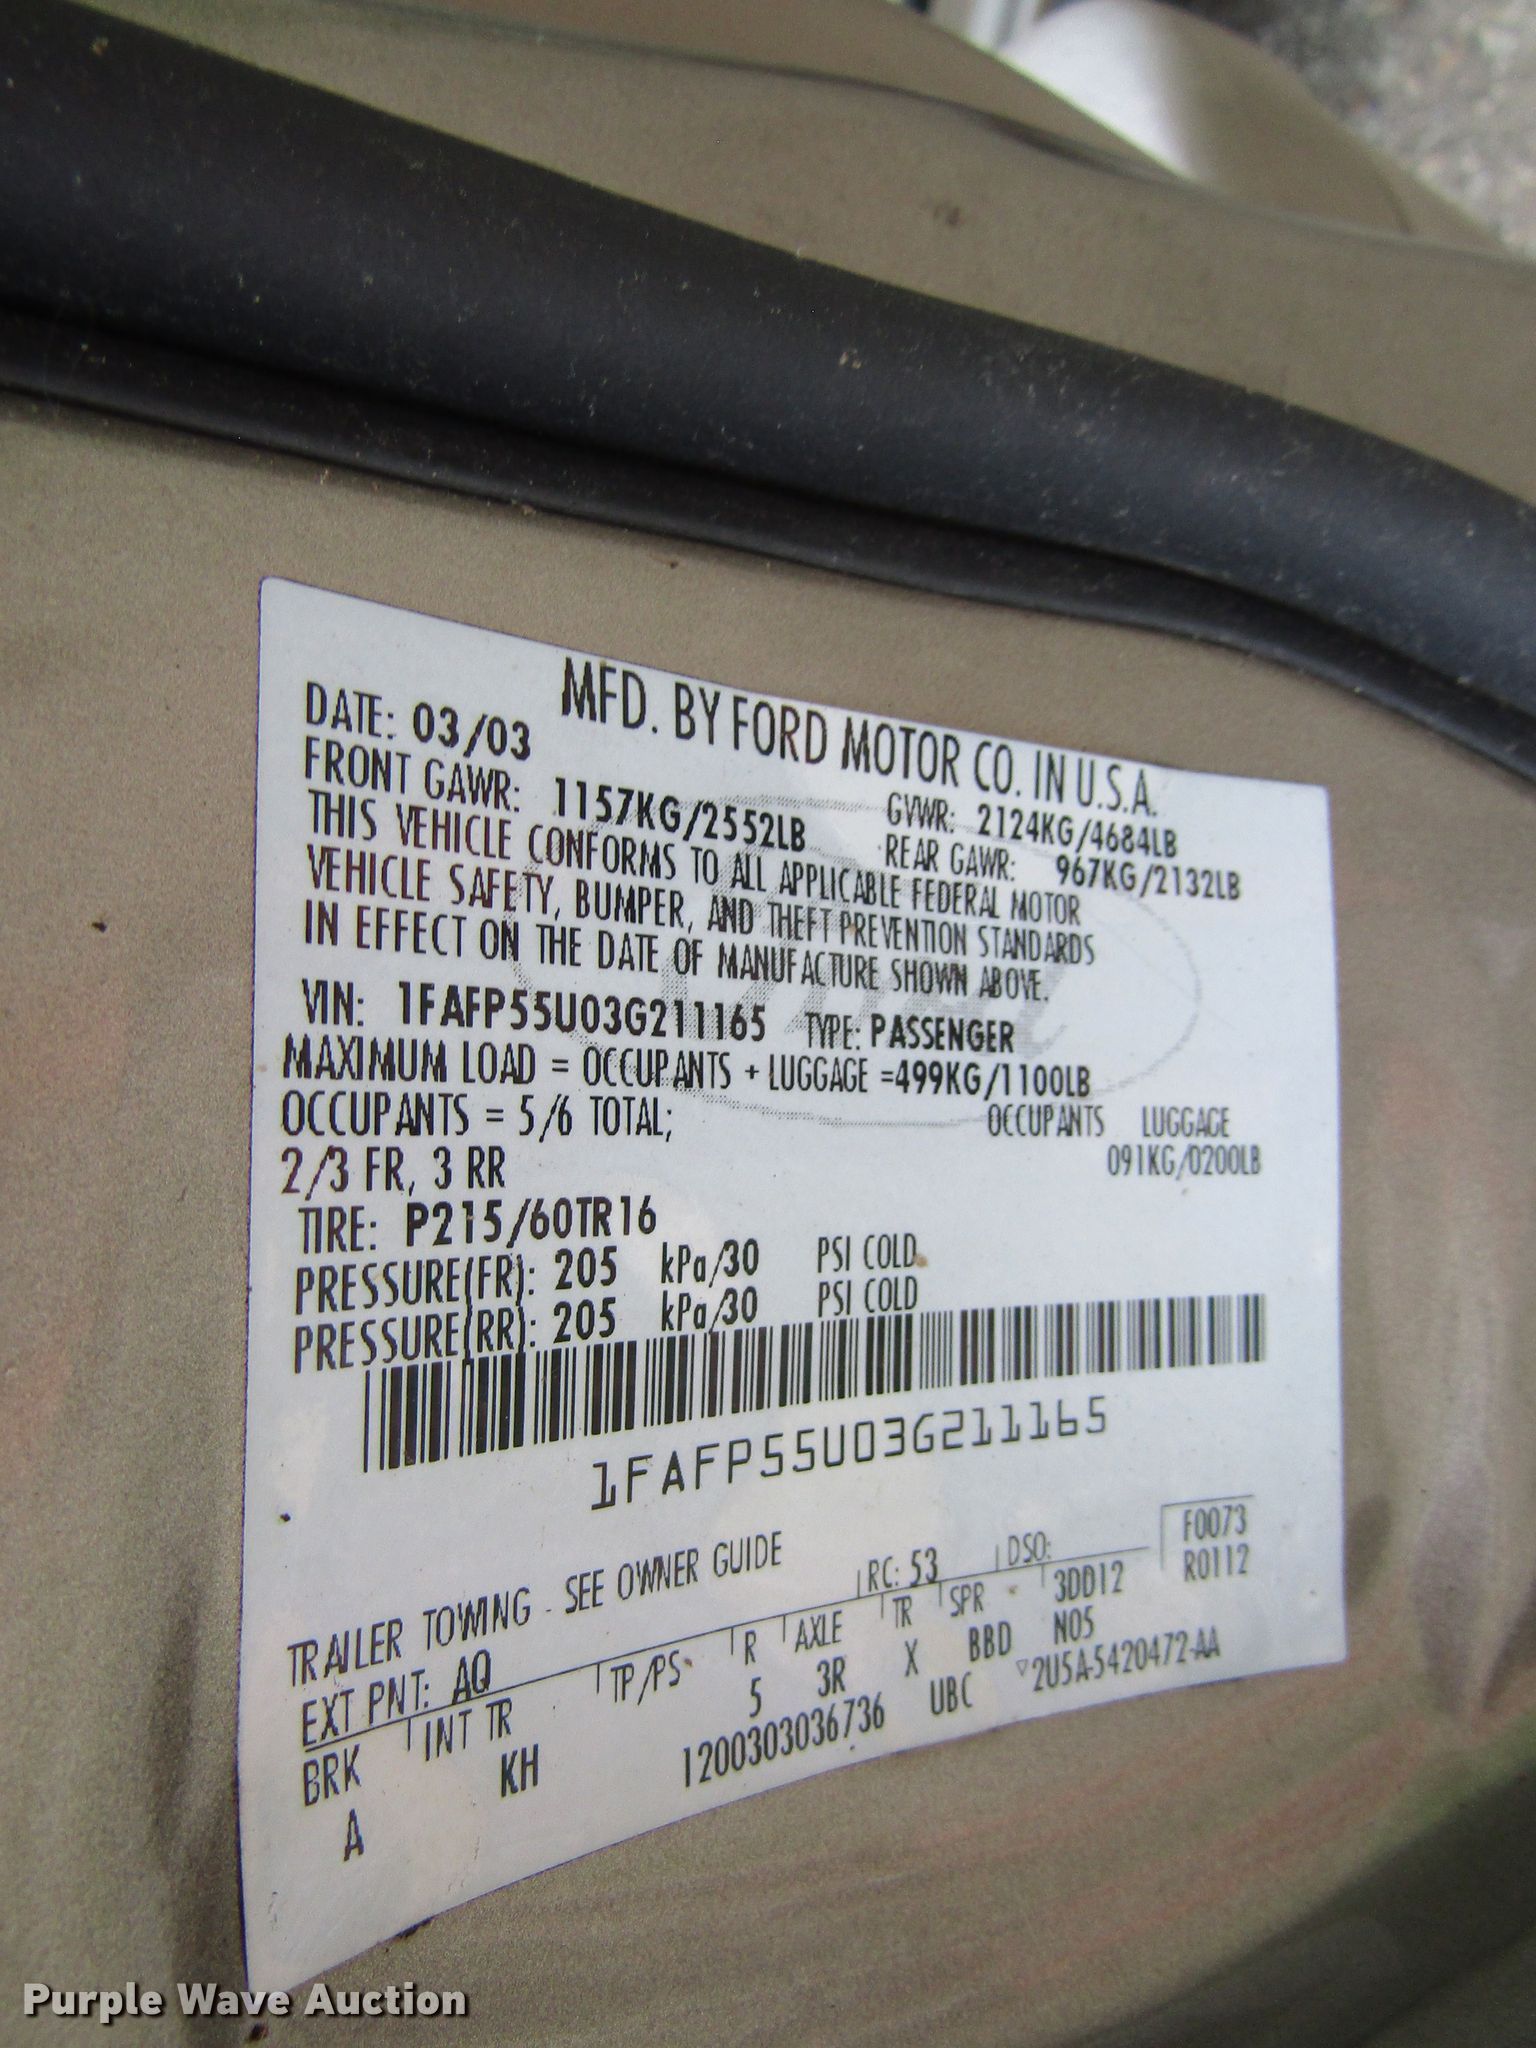 MFD. BY FORD MOTOR CO. IN U.S.A.
DATE: 03/03
GVWR: 2124KG/4684LB
FRONT GAWR: 1157KG/2552LB
REAR GAWR: 967KG/2132LB
THIS VEHICLE CONFORMS TO ALL APPLICABLE FEDERAL MOTOR
VEHICLE SAFETY, BUMPER, AND THEFT PREVENTION STANDARDS
IN EFFECT ON THE DATE OF MANUFACTURE SHOWN ABOVE.
VIN: 1FAFP55U03G211165 TYPE: PASSENGER
MAXIMUM LOAD = OCCUPANTS + LUGGAGE =499KG/1100LB
OCCUPANTS = 5/6 TOTAL; OCCUPANTS LUGGAGE
2/3 FR, 3 RR 091KG/0200LB
TIRE: P215/60TR16
PRESSURE(FR): 205 kPa/30 PSI COLD
PRESSURE(RR): 205 kPa/30 PSI COLD
1FAFP55U03G211165
TRAILER TOWING - SEE OWNER GUIDE
F0073
EXT PNT: AQ RC: 53 DSO: R0112
BRK INT TR TP/PS R AXLE TR SPR 3DD12
A KH 5 3R X BBD N05
1200303036736 UBC ▽2U5A-5420472-AA
Purple Wave Auction